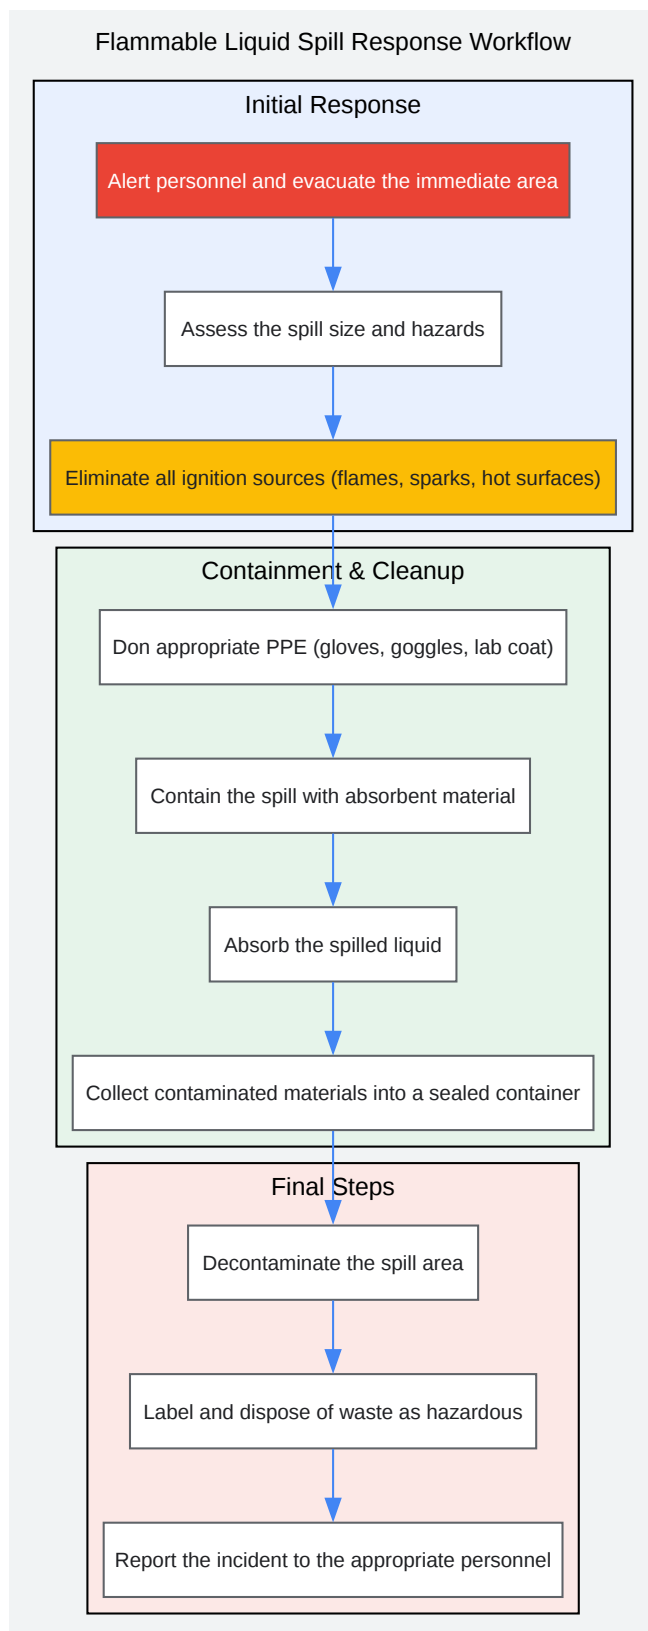 Flammable Liquid Spill Response Workflow
Initial Response
Alert personnel and evacuate the immediate area
Assess the spill size and hazards
Eliminate all ignition sources (flames, sparks, hot surfaces)
Containment & Cleanup
Don appropriate PPE (gloves, goggles, lab coat)
Contain the spill with absorbent material
Absorb the spilled liquid
Collect contaminated materials into a sealed container
Final Steps
Decontaminate the spill area
Label and dispose of waste as hazardous
Report the incident to the appropriate personnel